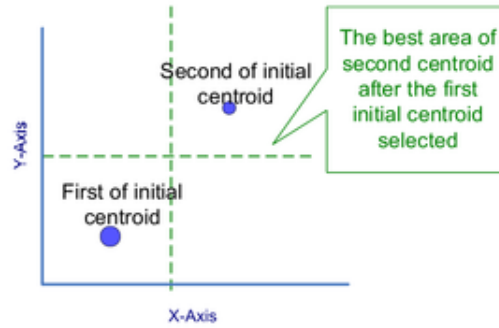 Second of initial
centroid
The best area of
second centroid
after the first
initial centroid
selected
Y-Axis
First of initial
centroid
X-Axis